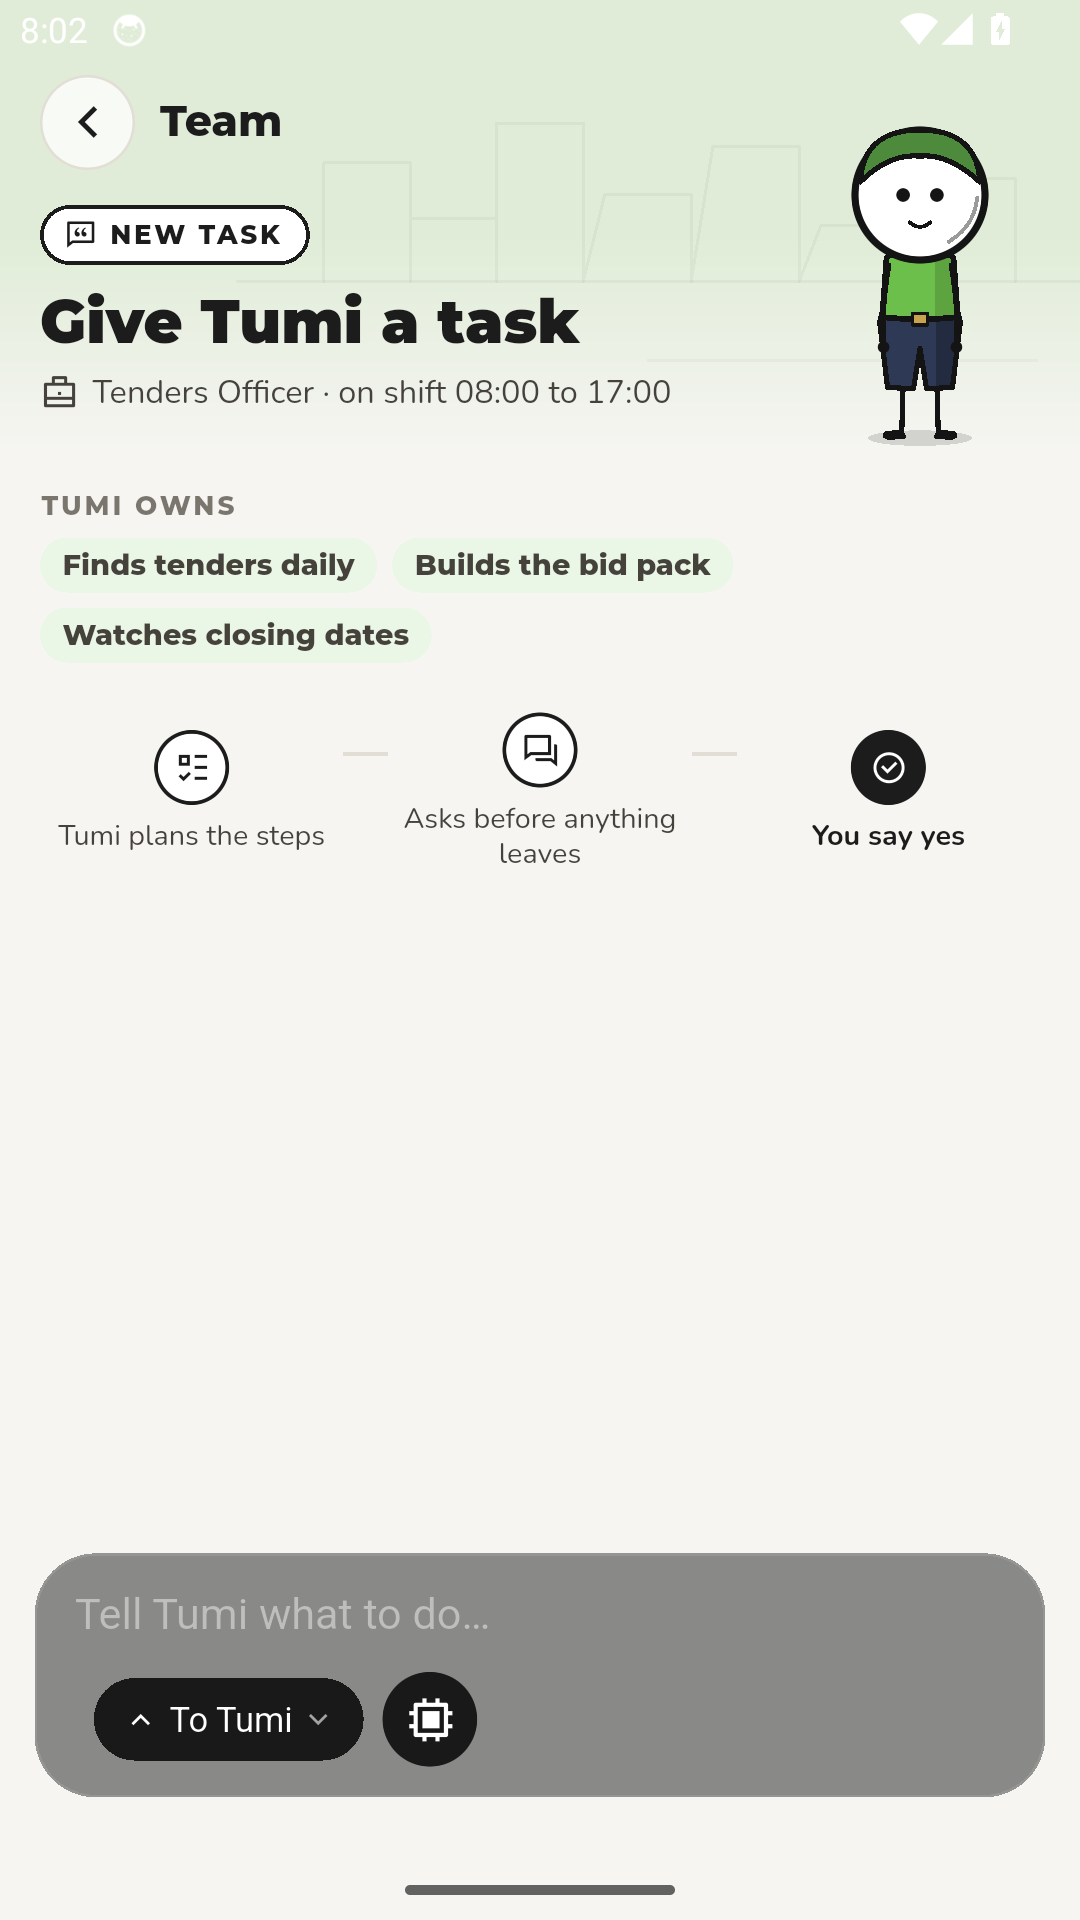 8:02
Team
NEW TASK
Give Tumi a task
Tenders Officer · on shift 08:00 to 17:00
TUMI OWNS
Finds tenders daily
Builds the bid pack
Watches closing dates
Tumi plans the steps
Asks before anything
leaves
You say yes
Tell Tumi what to do...
To Tumi